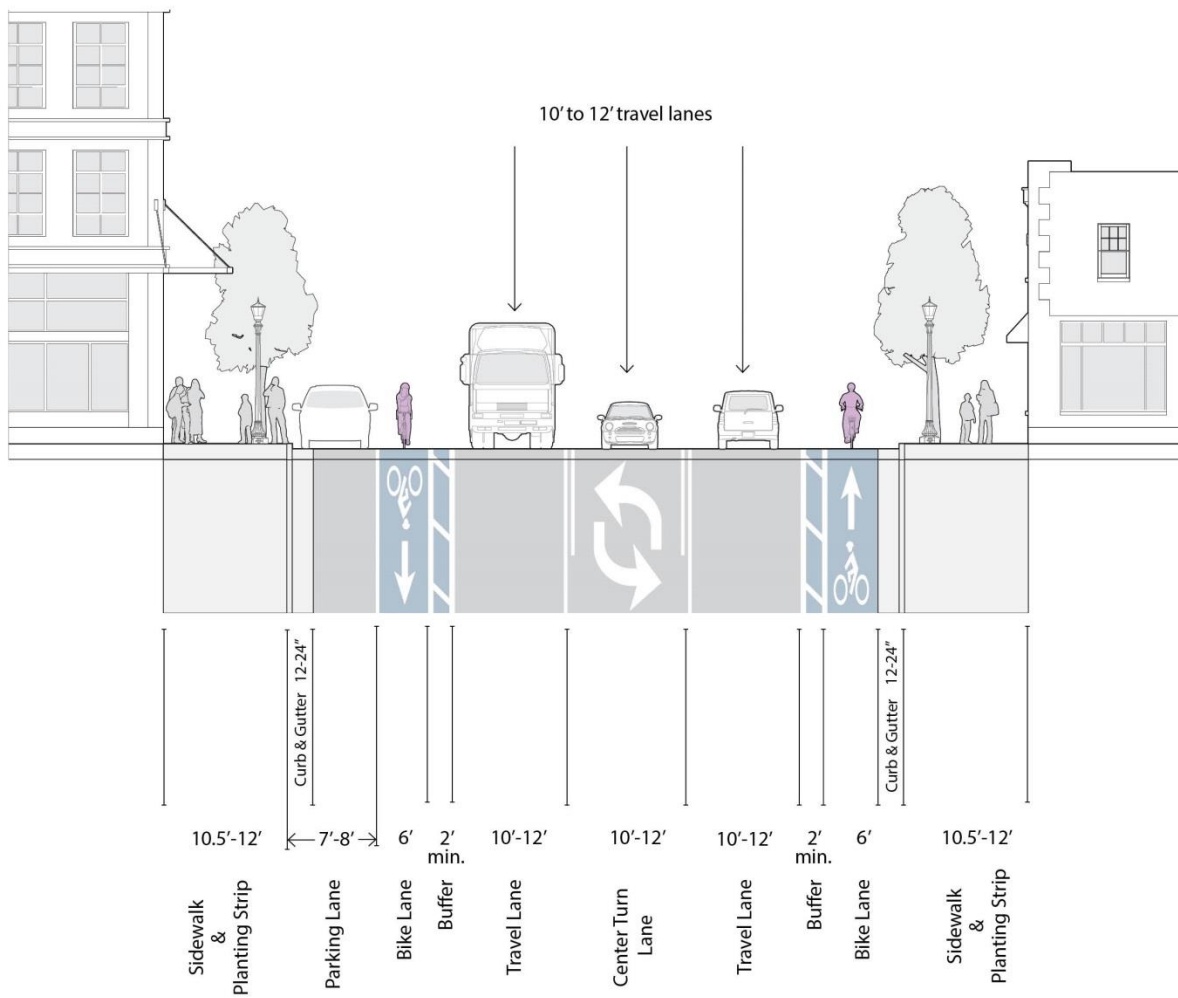 10' to 12' travel lanes
Curb & Gutter 12-24"
Curb & Gutter 12-24"
10.5'-12'
7'-8'
6'
2'
min.
10'-12'
10'-12'
10'-12'
2'
min.
6'
10.5'-12'
Sidewalk
&
Planting Strip
Parking Lane
Bike Lane
Buffer
Travel Lane
Center Turn
Lane
Travel Lane
Buffer
Bike Lane
Sidewalk
&
Planting Strip